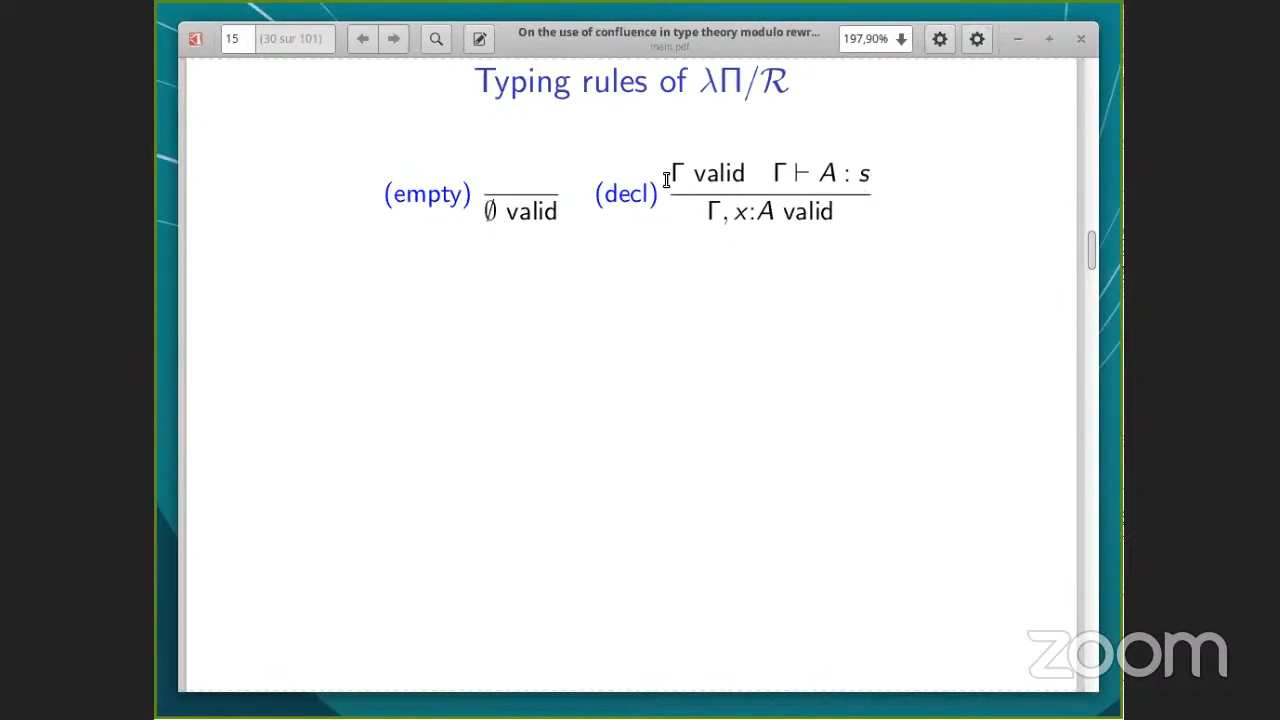 15 (30 sur 101) On the use of confluence in type theory modulo rewr... 197,90%
main.pdf
Typing rules of λΠ/ℛ
(empty) ∅ valid (decl) Γ valid Γ ⊢ A : s
Γ, x:A valid
zoom